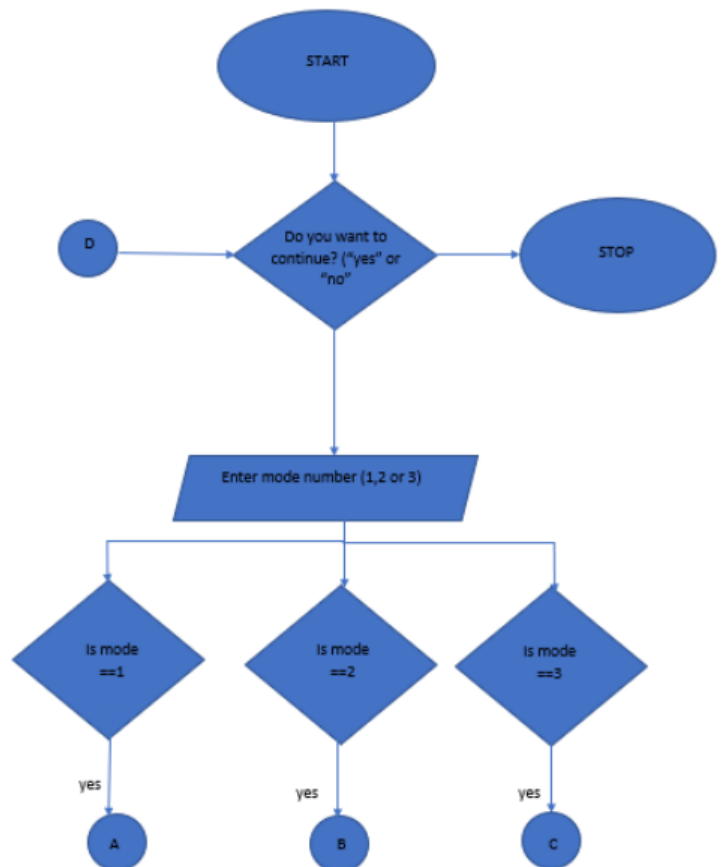 START
D
Do you want to
continue? (“yes” or
“no”
STOP
Enter mode number (1,2 or 3)
Is mode
==1
Is mode
==2
Is mode
==3
yes
yes
yes
A
B
C